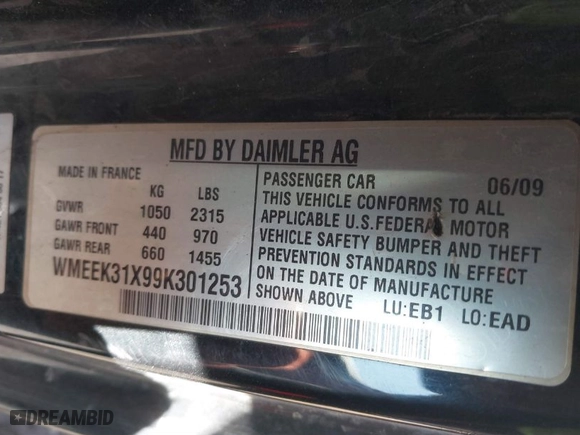 MFD BY DAIMLER AG
MADE IN FRANCE
KG LBS
GVWR 1050 2315
GAWR FRONT 440 970
GAWR REAR 660 1455
WMEEK31X99K301253
PASSENGER CAR 06/09
THIS VEHICLE CONFORMS TO ALL
APPLICABLE U.S.FEDERAL MOTOR
VEHICLE SAFETY BUMPER AND THEFT
PREVENTION STANDARDS IN EFFECT
ON THE DATE OF MANUFACTURE
SHOWN ABOVE LU:EB1 LO:EAD
DREAMBID